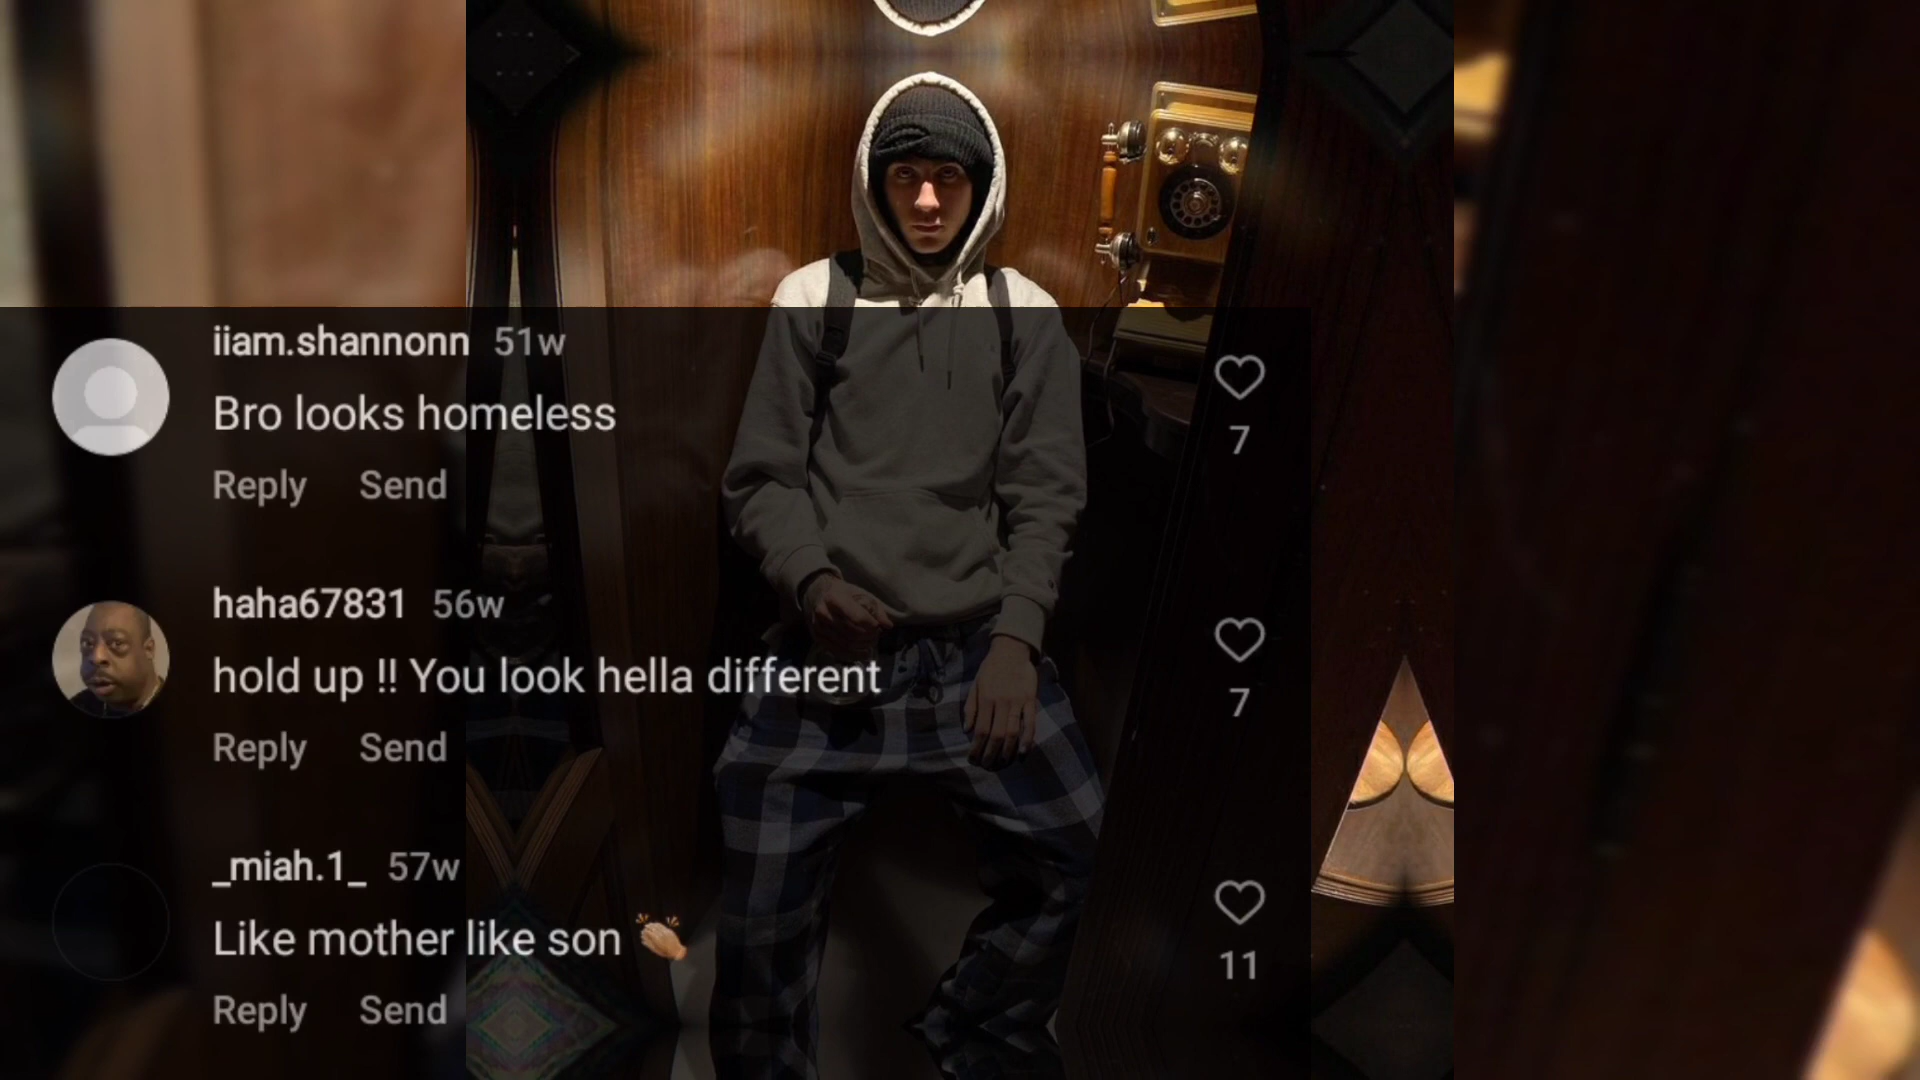 iiam.shannonn 51w
Bro looks homeless
7
Reply Send
haha67831 56w
hold up !! You look hella different
7
Reply Send
_miah.1_ 57w
Like mother like son 👏🏼
11
Reply Send